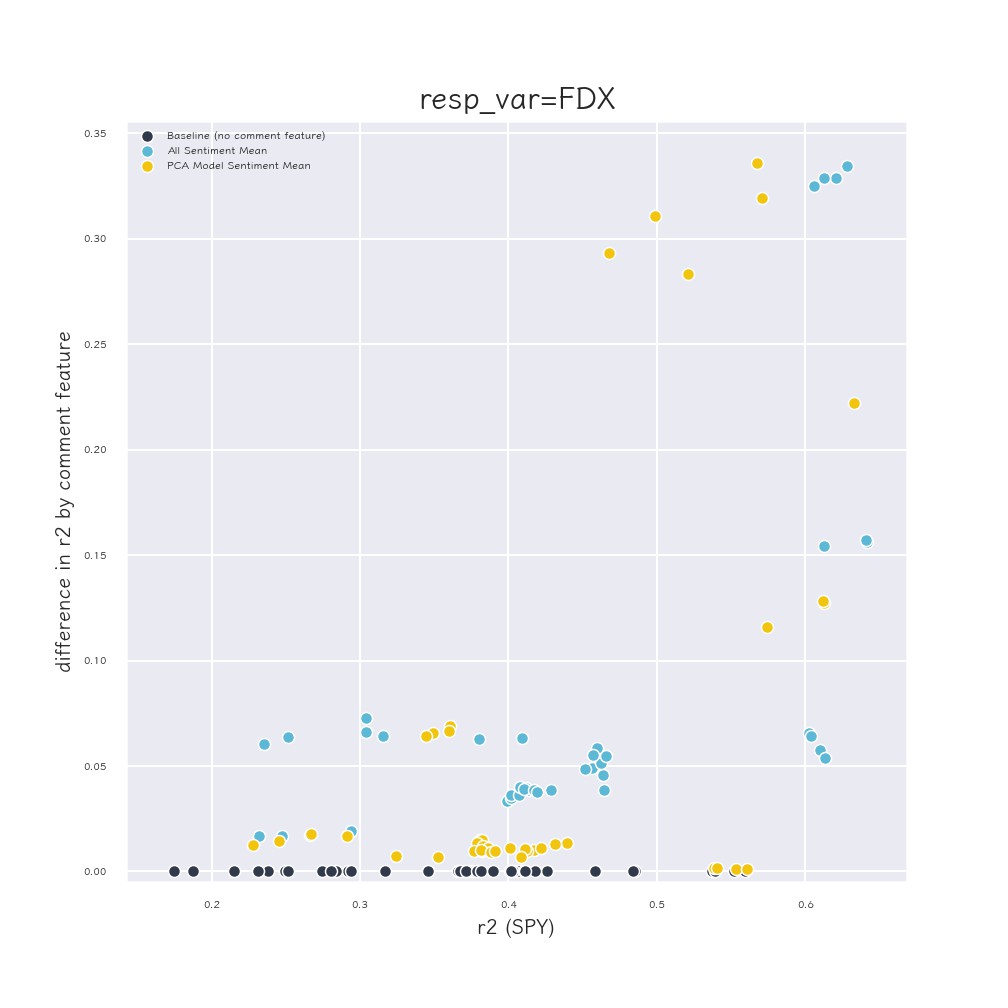 resp_var=FDX
Baseline (no comment feature)
All Sentiment Mean
PCA Model Sentiment Mean
difference in r2 by comment feature
0.35
0.30
0.25
0.20
0.15
0.10
0.05
0.00
0.2 0.3 0.4 0.5 0.6
r2 (SPY)